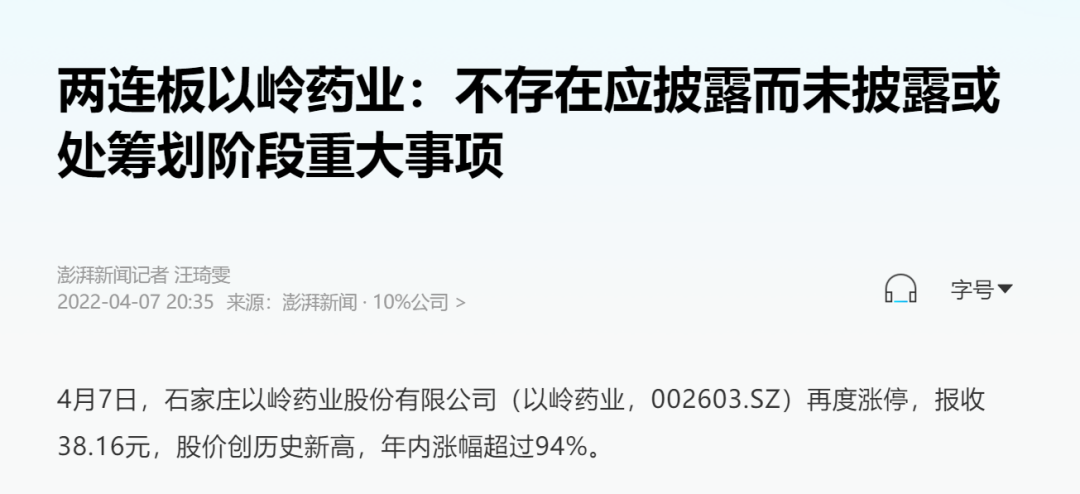 两连板以岭药业：不存在应披露而未披露或
处筹划阶段重大事项
澎湃新闻记者 汪琦雯
2022-04-07 20:35 来源：澎湃新闻 · 10%公司 >
字号
4月7日，石家庄以岭药业股份有限公司（以岭药业，002603.SZ）再度涨停，报收
38.16元，股价创历史新高，年内涨幅超过94%。